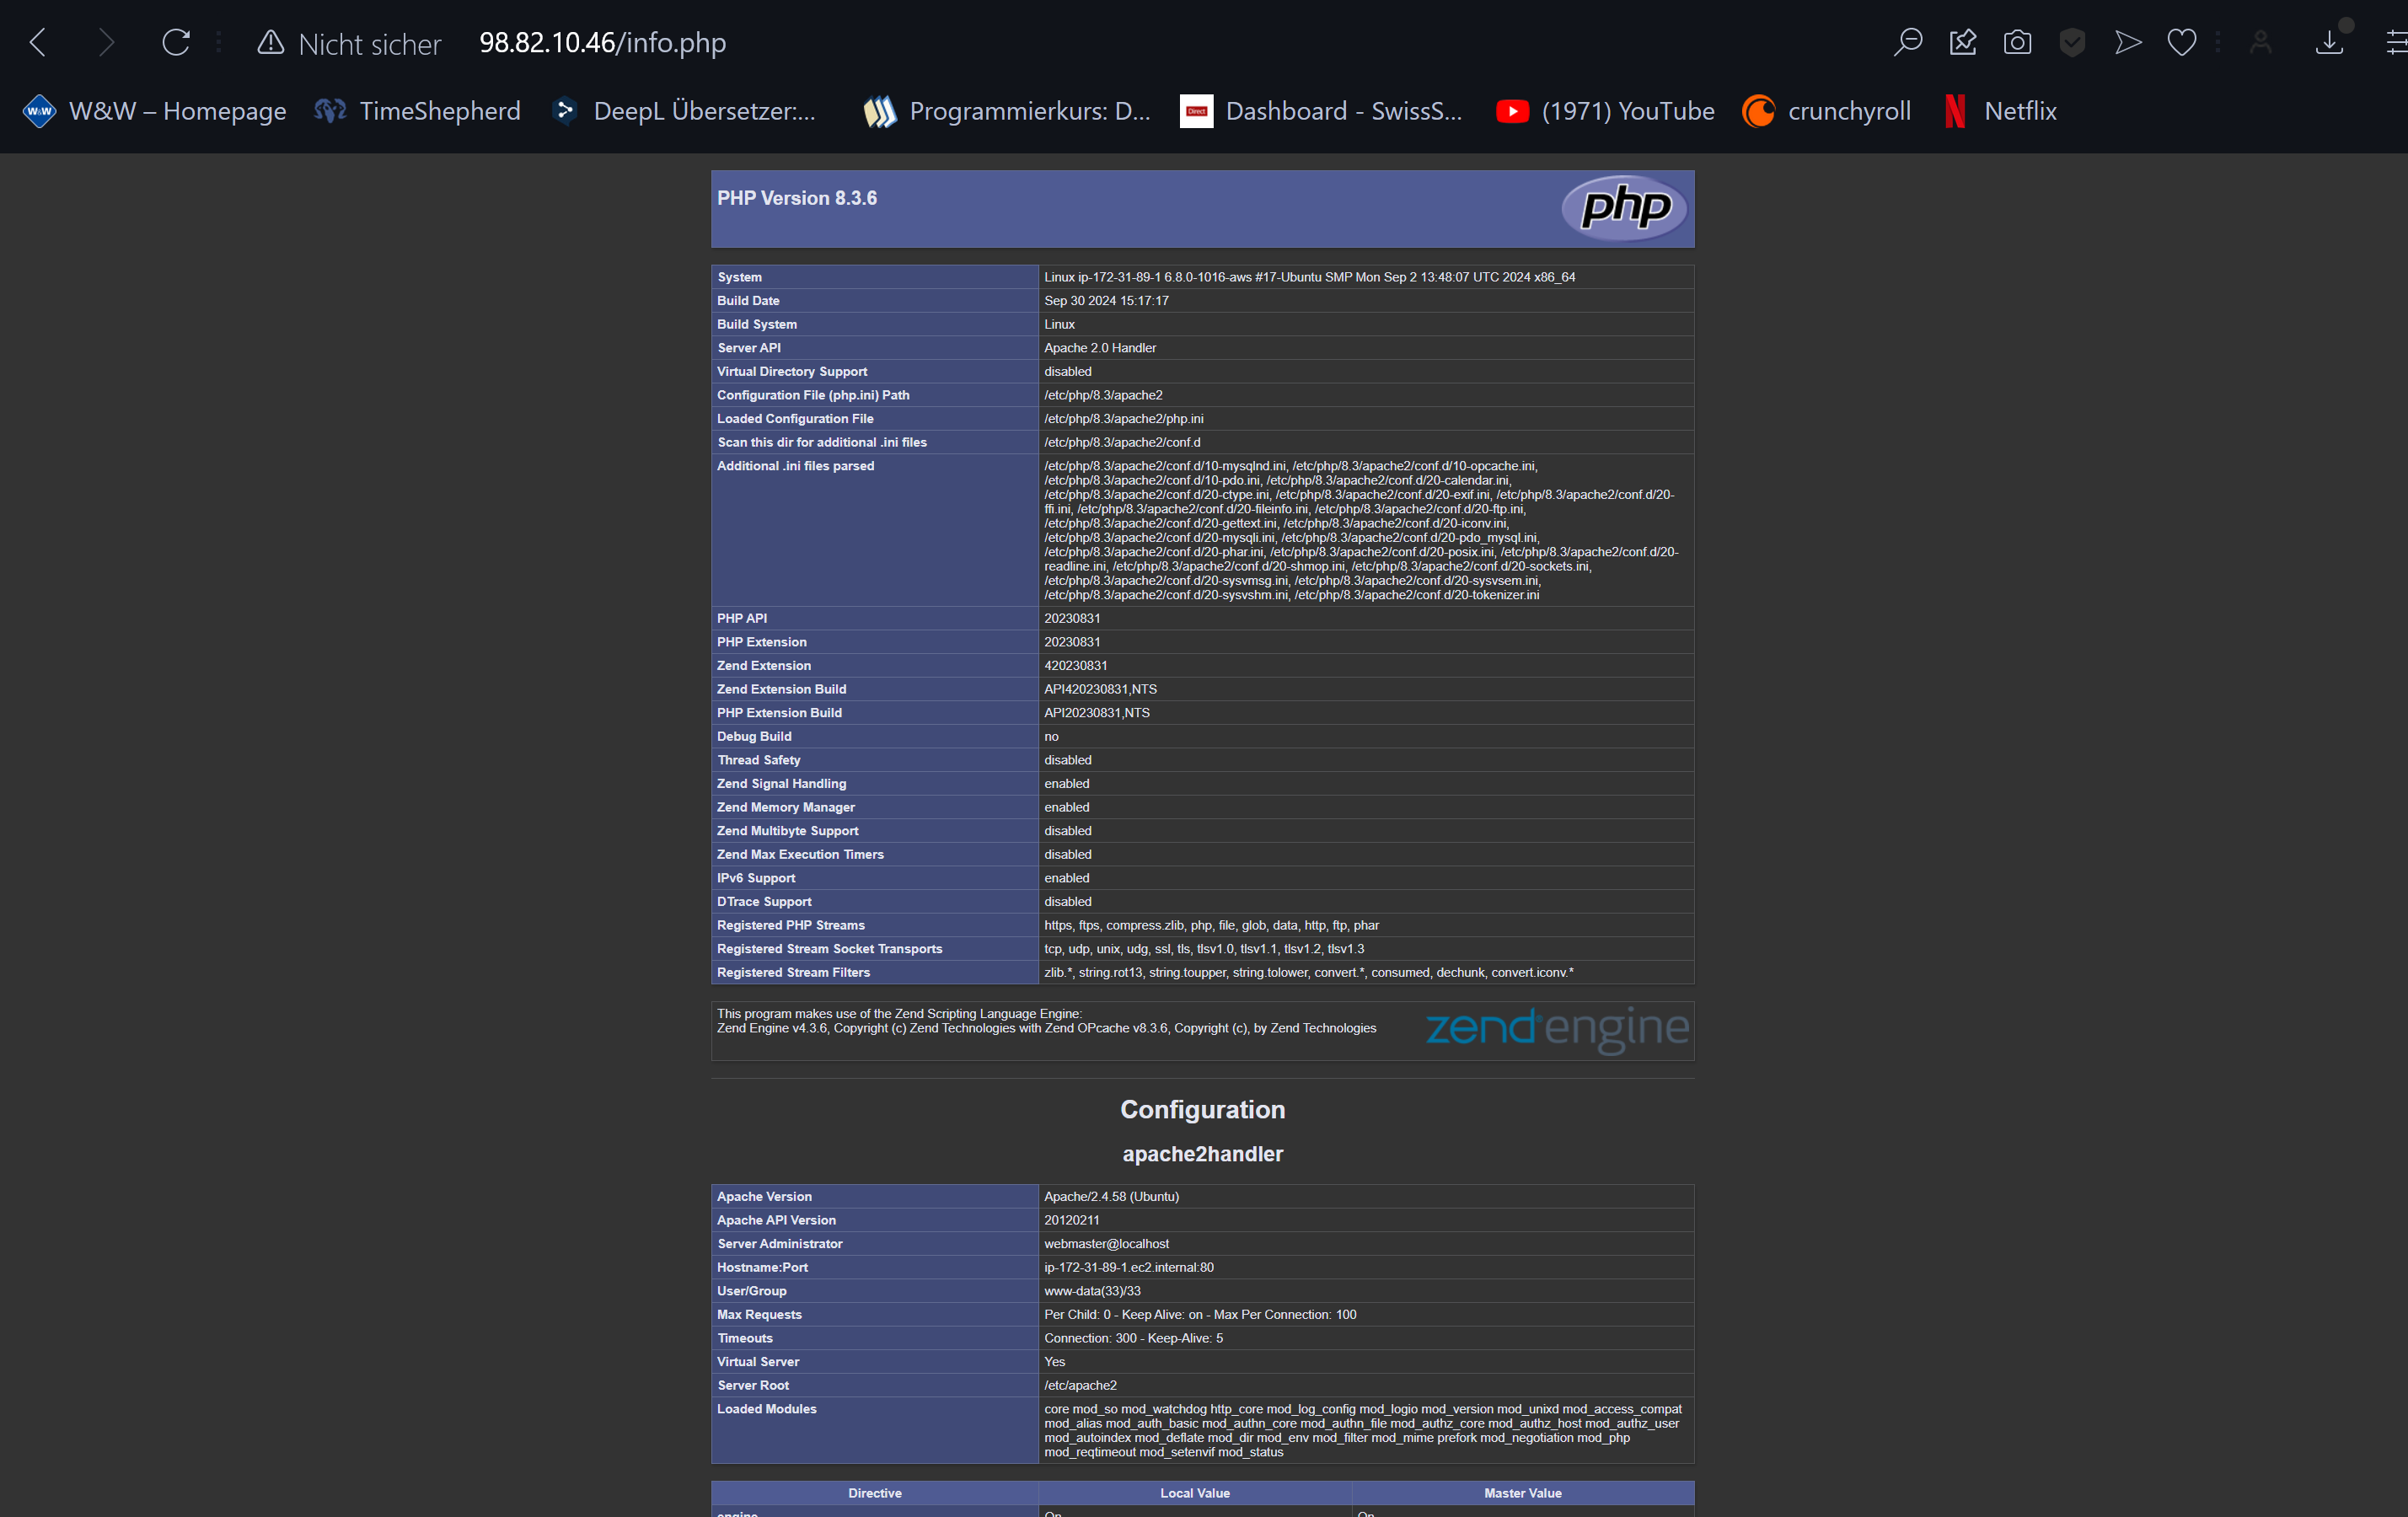 Nicht sicher 98.82.10.46/info.php
W&W – Homepage TimeShepherd DeepL Übersetzer:... Programmierkurs: D... Dashboard - SwissS... (1971) YouTube crunchyroll Netflix
PHP Version 8.3.6 php
System Linux ip-172-31-89-1 6.8.0-1016-aws #17-Ubuntu SMP Mon Sep 2 13:48:07 UTC 2024 x86_64
Build Date Sep 30 2024 15:17:17
Build System Linux
Server API Apache 2.0 Handler
Virtual Directory Support disabled
Configuration File (php.ini) Path /etc/php/8.3/apache2
Loaded Configuration File /etc/php/8.3/apache2/php.ini
Scan this dir for additional .ini files /etc/php/8.3/apache2/conf.d
Additional .ini files parsed /etc/php/8.3/apache2/conf.d/10-mysqlnd.ini, /etc/php/8.3/apache2/conf.d/10-opcache.ini,
/etc/php/8.3/apache2/conf.d/10-pdo.ini, /etc/php/8.3/apache2/conf.d/20-calendar.ini,
/etc/php/8.3/apache2/conf.d/20-ctype.ini, /etc/php/8.3/apache2/conf.d/20-exif.ini, /etc/php/8.3/apache2/conf.d/20-
ffi.ini, /etc/php/8.3/apache2/conf.d/20-fileinfo.ini, /etc/php/8.3/apache2/conf.d/20-ftp.ini,
/etc/php/8.3/apache2/conf.d/20-gettext.ini, /etc/php/8.3/apache2/conf.d/20-iconv.ini,
/etc/php/8.3/apache2/conf.d/20-mysqli.ini, /etc/php/8.3/apache2/conf.d/20-pdo_mysql.ini,
/etc/php/8.3/apache2/conf.d/20-phar.ini, /etc/php/8.3/apache2/conf.d/20-posix.ini, /etc/php/8.3/apache2/conf.d/20-
readline.ini, /etc/php/8.3/apache2/conf.d/20-shmop.ini, /etc/php/8.3/apache2/conf.d/20-sockets.ini,
/etc/php/8.3/apache2/conf.d/20-sysvmsg.ini, /etc/php/8.3/apache2/conf.d/20-sysvsem.ini,
/etc/php/8.3/apache2/conf.d/20-sysvshm.ini, /etc/php/8.3/apache2/conf.d/20-tokenizer.ini
PHP API 20230831
PHP Extension 20230831
Zend Extension 420230831
Zend Extension Build API420230831,NTS
PHP Extension Build API20230831,NTS
Debug Build no
Thread Safety disabled
Zend Signal Handling enabled
Zend Memory Manager enabled
Zend Multibyte Support disabled
Zend Max Execution Timers disabled
IPv6 Support enabled
DTrace Support disabled
Registered PHP Streams https, ftps, compress.zlib, php, file, glob, data, http, ftp, phar
Registered Stream Socket Transports tcp, udp, unix, udg, ssl, tls, tlsv1.0, tlsv1.1, tlsv1.2, tlsv1.3
Registered Stream Filters zlib.*, string.rot13, string.toupper, string.tolower, convert.*, consumed, dechunk, convert.iconv.*
This program makes use of the Zend Scripting Language Engine:
Zend Engine v4.3.6, Copyright (c) Zend Technologies with Zend OPcache v8.3.6, Copyright (c), by Zend Technologies
zend engine
Configuration
apache2handler
Apache Version Apache/2.4.58 (Ubuntu)
Apache API Version 20120211
Server Administrator webmaster@localhost
Hostname:Port ip-172-31-89-1.ec2.internal:80
User/Group www-data(33)/33
Max Requests Per Child: 0 - Keep Alive: on - Max Per Connection: 100
Timeouts Connection: 300 - Keep-Alive: 5
Virtual Server Yes
Server Root /etc/apache2
Loaded Modules core mod_so mod_watchdog http_core mod_log_config mod_logio mod_version mod_unixd mod_access_compat
mod_alias mod_auth_basic mod_authn_core mod_authn_file mod_authz_core mod_authz_host mod_authz_user
mod_autoindex mod_deflate mod_dir mod_env mod_filter mod_mime prefork mod_negotiation mod_php
mod_reqtimeout mod_setenvif mod_status
Directive Local Value Master Value
engine On On